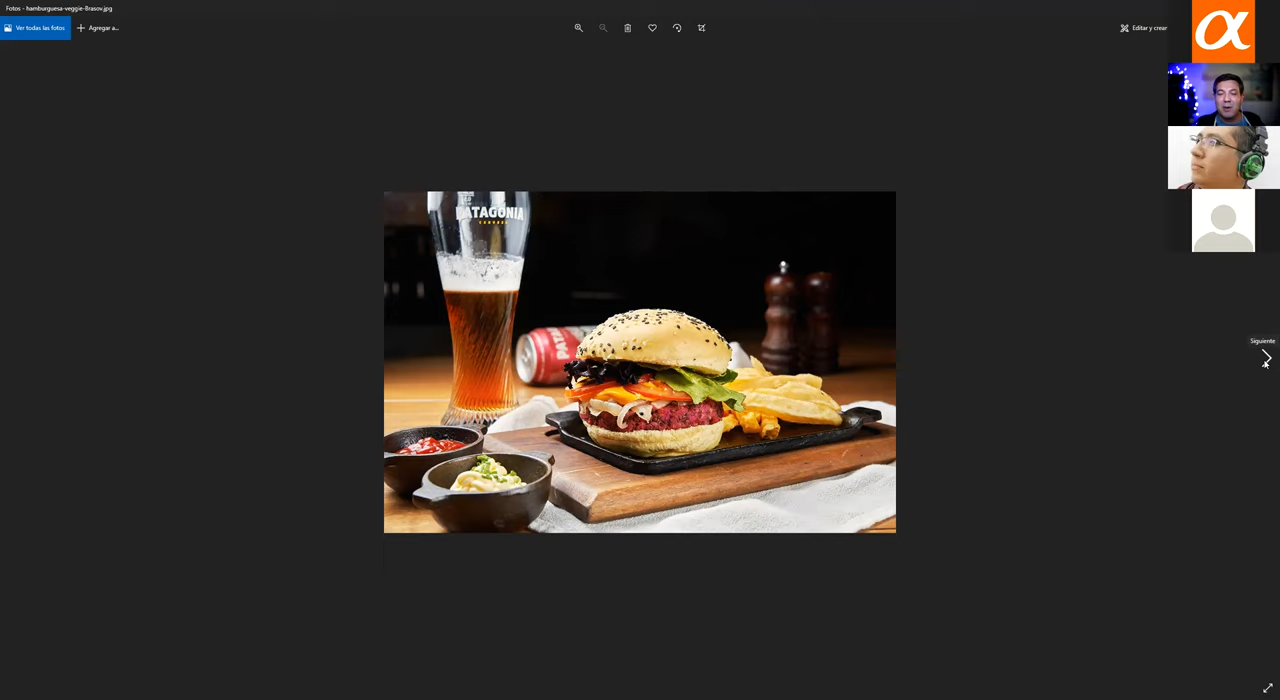 Fotos - hamburguesa-veggie-Brasov.jpg
Ver todas las fotos
Agregar a...
Editar y crear
α
Siguiente
PATAGONIA